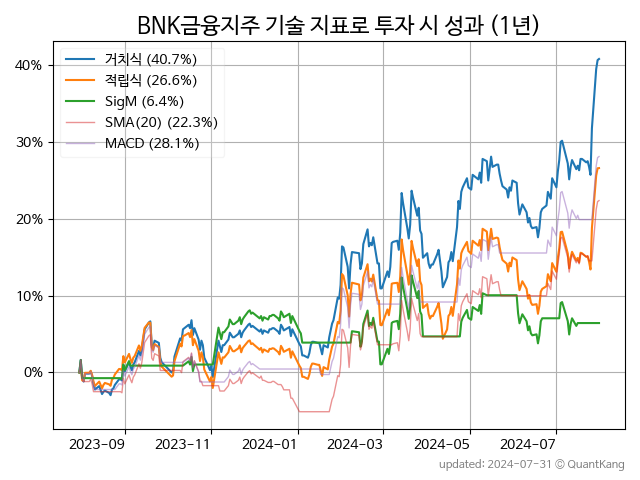 BNK금융지주 기술 지표로 투자 시 성과 (1년)
거치식 (40.7%)
적립식 (26.6%)
SigM (6.4%)
SMA(20) (22.3%)
MACD (28.1%)
40%
30%
20%
10%
0%
2023-09 2023-11 2024-01 2024-03 2024-05 2024-07
updated: 2024-07-31 © QuantKang